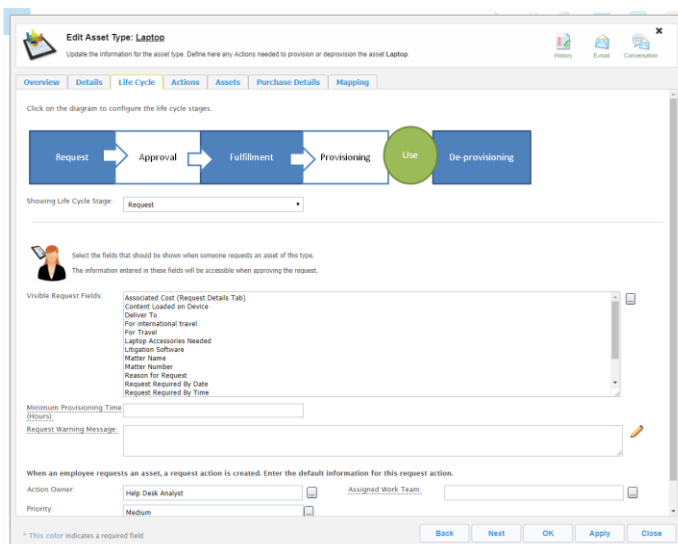 Edit Asset Type: Laptop
Update the information for the asset type. Define here any Actions needed to provision or deprovision the asset Laptop.
History
E-mail
Conversation
Overview
Details
Life Cycle
Actions
Assets
Purchase Details
Mapping
Click on the diagram to configure the life cycle stages.
Request
Approval
Fulfillment
Provisioning
Use
De-provisioning
Showing Life Cycle Stage:
Request
Select the fields that should be shown when someone requests an asset of this type.
The information entered in these fields will be accessible when approving the request.
Visible Request Fields:
Associated Cost (Request Details Tab)
Content Loaded on Device
Deliver To
For international travel
For Travel
Laptop Accessories Needed
Litigation Software
Matter Name
Matter Number
Reason for Request
Request Required By Date
Request Required By Time
Minimum Provisioning Time
(Hours):
Request Warning Message:
When an employee requests an asset, a request action is created. Enter the default information for this request action.
Action Owner:
Help Desk Analyst
Assigned Work Team:
Priority:
Medium
* This color indicates a required field
Back
Next
OK
Apply
Close